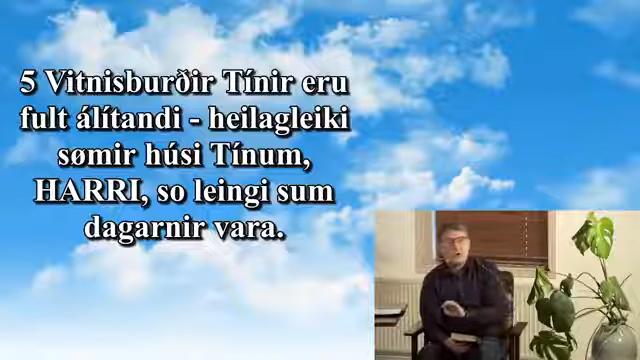 5 Vitnisburðir Tínir eru
fult álítandi - heilagleiki
sømir húsi Tínum,
HARRI, so leingi sum
dagarnir vara.